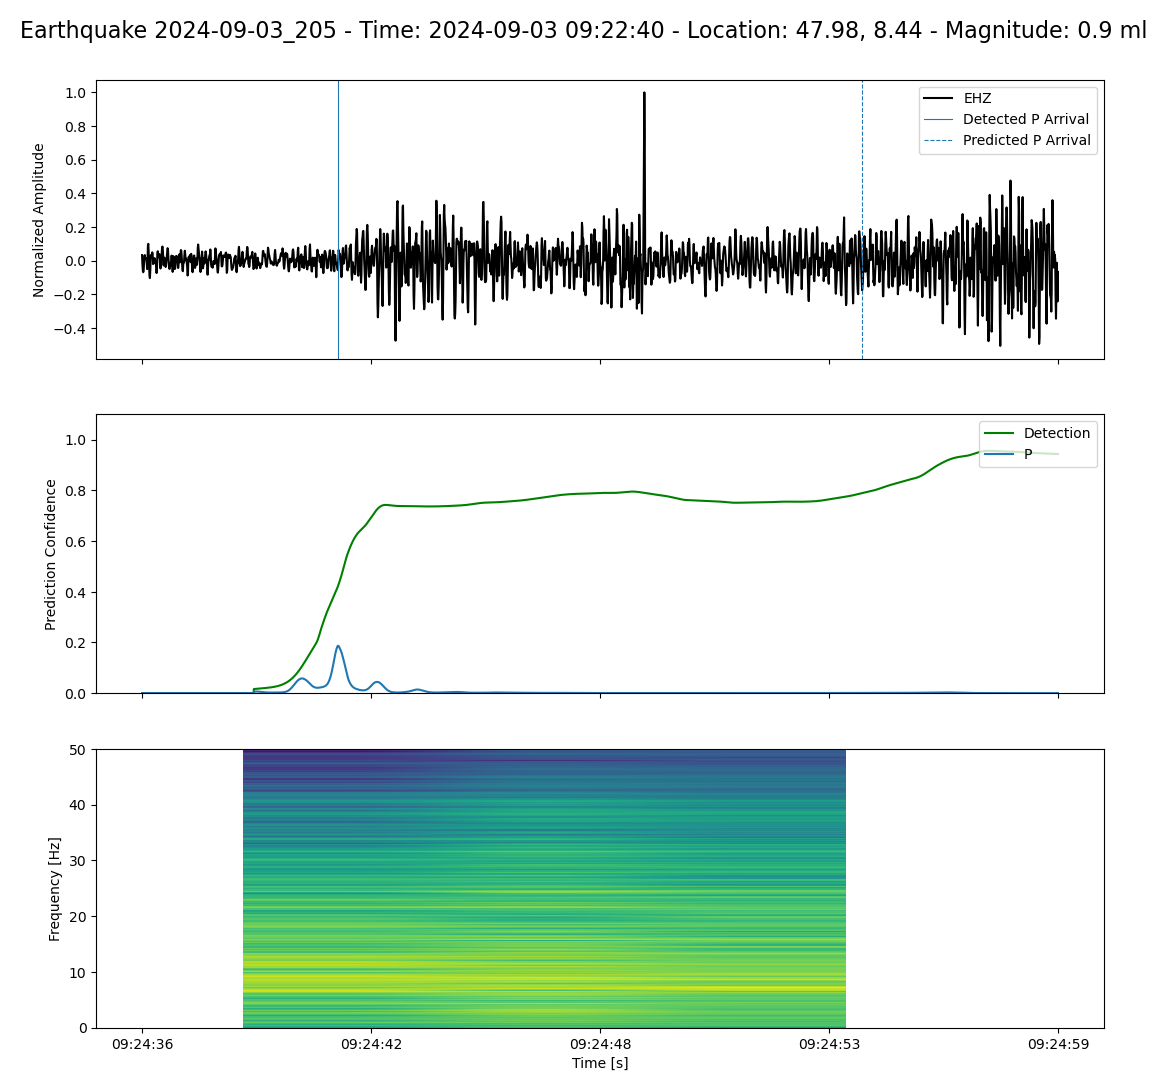 Earthquake 2024-09-03_205 - Time: 2024-09-03 09:22:40 - Location: 47.98, 8.44 - Magnitude: 0.9 ml
Normalized Amplitude
1.0
0.8
0.6
0.4
0.2
0.0
−0.2
−0.4
EHZ
Detected P Arrival
Predicted P Arrival
Prediction Confidence
1.0
0.8
0.6
0.4
0.2
0.0
Detection
P
Frequency [Hz]
50
40
30
20
10
0
09:24:36 09:24:42 09:24:48 09:24:53 09:24:59
Time [s]